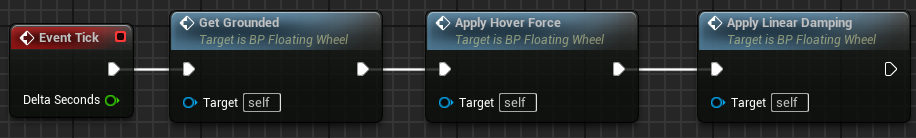 Event Tick
Delta Seconds
Get Grounded
Target is BP Floating Wheel
Target self
Apply Hover Force
Target is BP Floating Wheel
Target self
Apply Linear Damping
Target is BP Floating Wheel
Target self